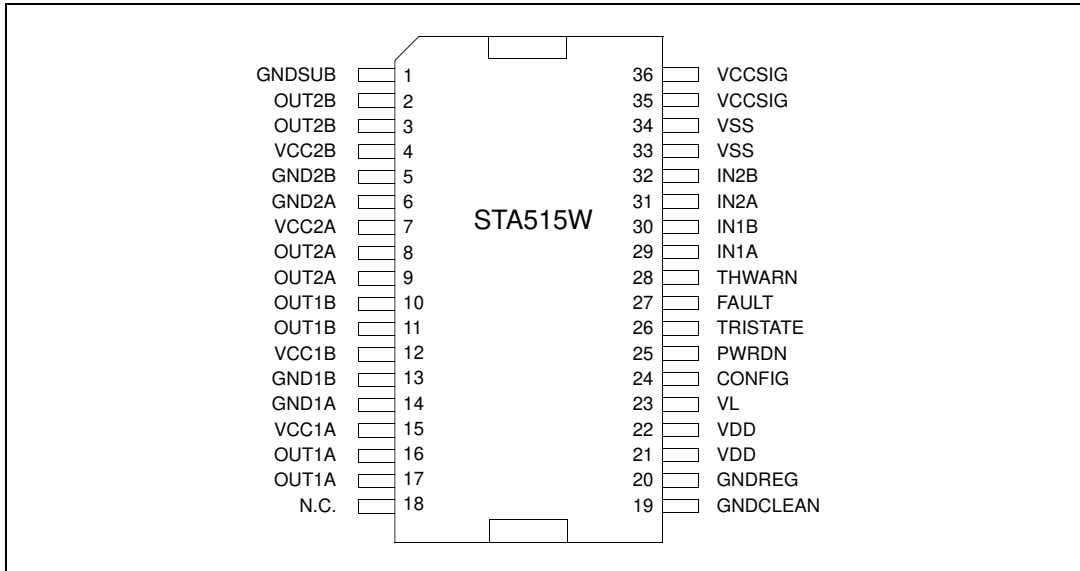 GNDSUB 1 36 VCCSIG
OUT2B 2 35 VCCSIG
OUT2B 3 34 VSS
VCC2B 4 33 VSS
GND2B 5 32 IN2B
GND2A 6 31 IN2A
STA515W
VCC2A 7 30 IN1B
OUT2A 8 29 IN1A
OUT2A 9 28 THWARN
OUT1B 10 27 FAULT
OUT1B 11 26 TRISTATE
VCC1B 12 25 PWRDN
GND1B 13 24 CONFIG
GND1A 14 23 VL
VCC1A 15 22 VDD
OUT1A 16 21 VDD
OUT1A 17 20 GNDREG
N.C. 18 19 GNDCLEAN